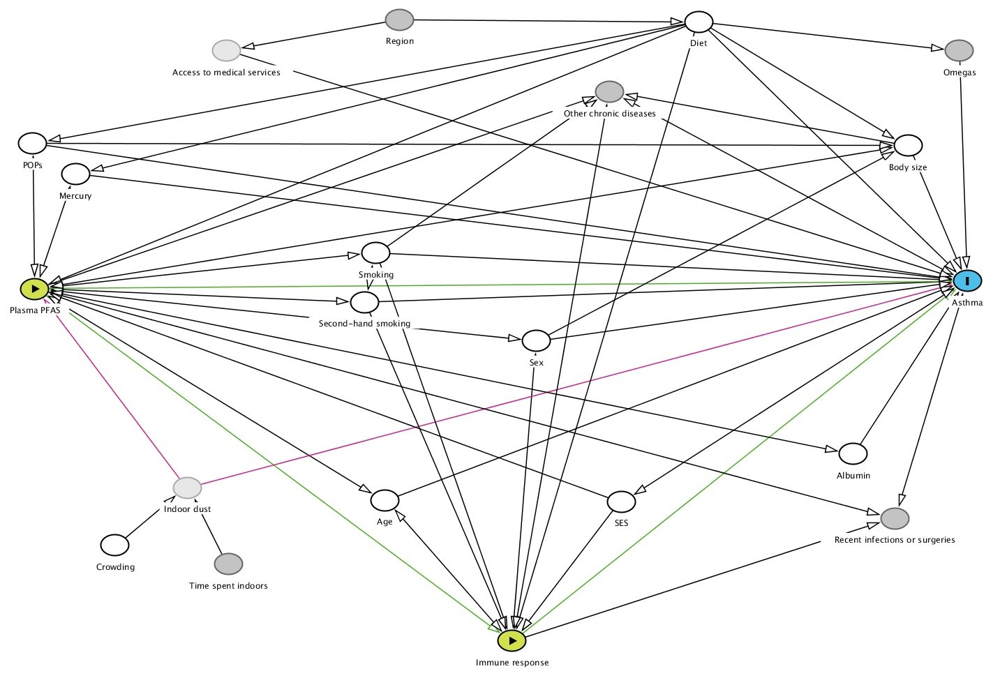 Region
Diet
Access to medical services
Omegas
Other chronic diseases
POPs
Body size
Mercury
Smoking
Plasma PFAS
Asthma
Second-hand smoking
Sex
Albumin
Indoor dust
Age
SES
Recent infections or surgeries
Crowding
Time spent indoors
Immune response